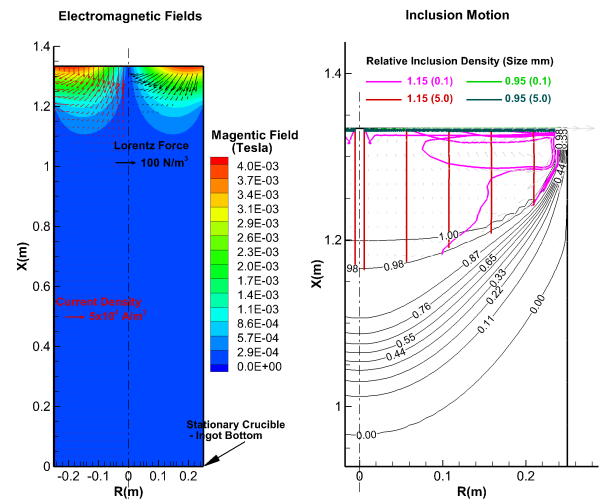 Electromagnetic Fields
1.4
1.2
1
0.8
0.6
0.4
0.2
0
X(m)
-0.2 -0.1 0 0.1 0.2
R(m)
Lorentz Force
100 N/m³
Current Density
Stationary Crucible
- Ingot Bottom
Magentic Field
(Tesla)
4.0E-03
3.7E-03
3.4E-03
3.1E-03
2.9E-03
2.6E-03
2.3E-03
2.0E-03
1.7E-03
1.4E-03
1.1E-03
8.6E-04
5.7E-04
2.9E-04
0.0E+00
Inclusion Motion
Relative Inclusion Density (Size mm)
1.15 (0.1) 0.95 (0.1)
1.15 (5.0) 0.95 (5.0)
1.4
1.2
1
X(m)
0 0.1 0.2
R(m)
0.98
0.44
1.00
98
0.98
0.87
0.65
0.33
0.22
0.00
0.76
0.55
0.11
0.44
0.00